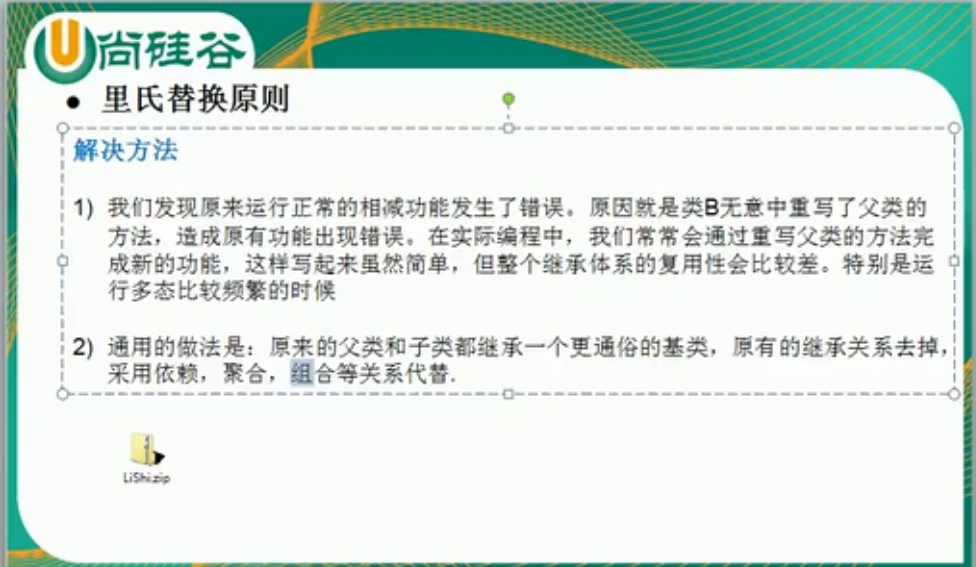 尚硅谷
● 里氏替换原则
解决方法
1) 我们发现原来运行正常的相减功能发生了错误。原因就是类B无意中重写了父类的
方法，造成原有功能出现错误。在实际编程中，我们常常会通过重写父类的方法完
成新的功能，这样写起来虽然简单，但整个继承体系的复用性会比较差。特别是运
行多态比较频繁的时候
2) 通用的做法是：原来的父类和子类都继承一个更通俗的基类，原有的继承关系去掉，
采用依赖，聚合，组合等关系代替.
LiShi.zip